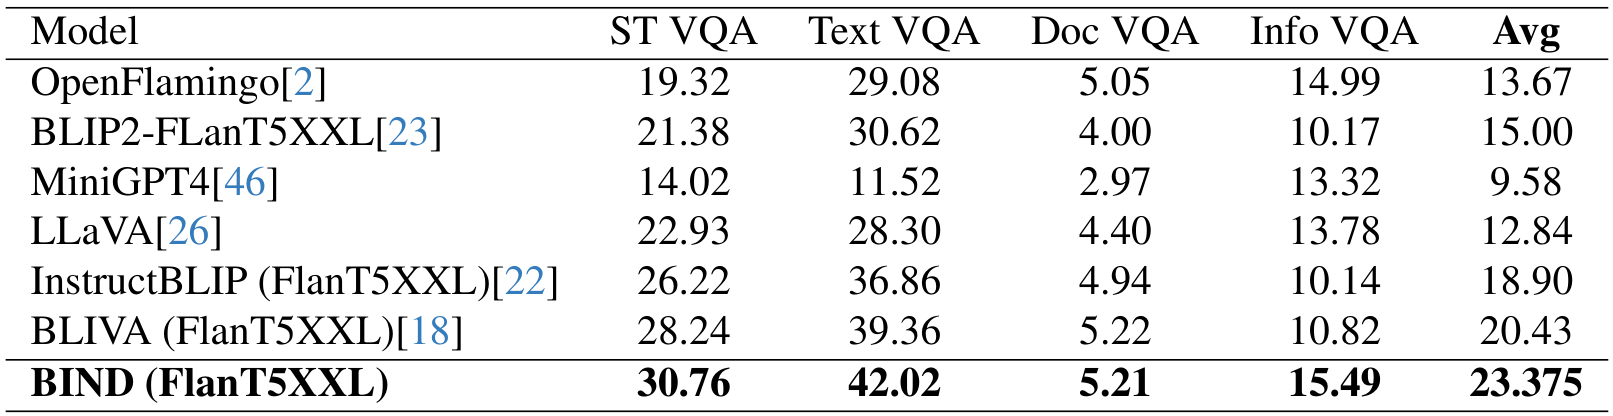 Model ST VQA Text VQA Doc VQA Info VQA Avg
OpenFlamingo[2] 19.32 29.08 5.05 14.99 13.67
BLIP2-FLanT5XXL[23] 21.38 30.62 4.00 10.17 15.00
MiniGPT4[46] 14.02 11.52 2.97 13.32 9.58
LLaVA[26] 22.93 28.30 4.40 13.78 12.84
InstructBLIP (FlanT5XXL)[22] 26.22 36.86 4.94 10.14 18.90
BLIVA (FlanT5XXL)[18] 28.24 39.36 5.22 10.82 20.43
BIND (FlanT5XXL) 30.76 42.02 5.21 15.49 23.375